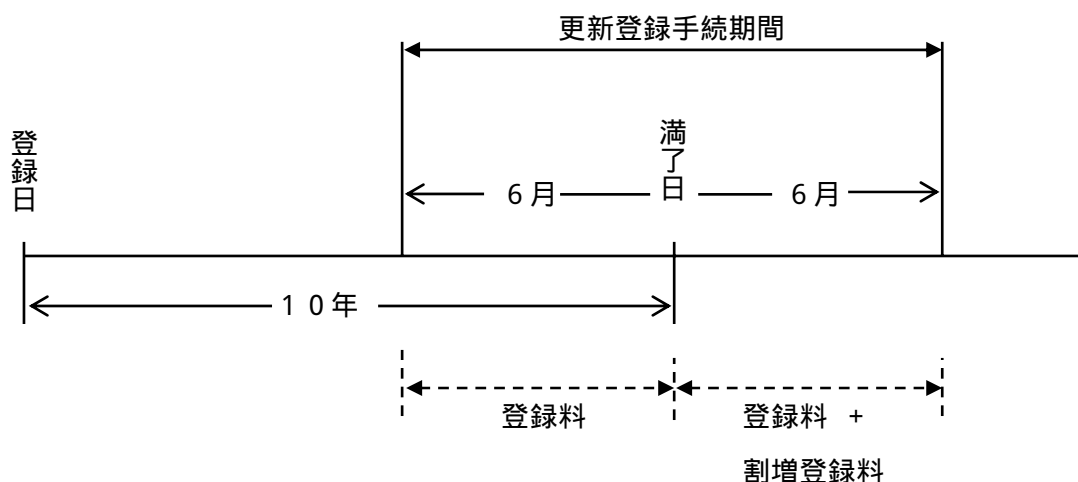 更新登録手続期間
登録日
満了日
6月
6月
10年
登録料
登録料 +
割増登録料